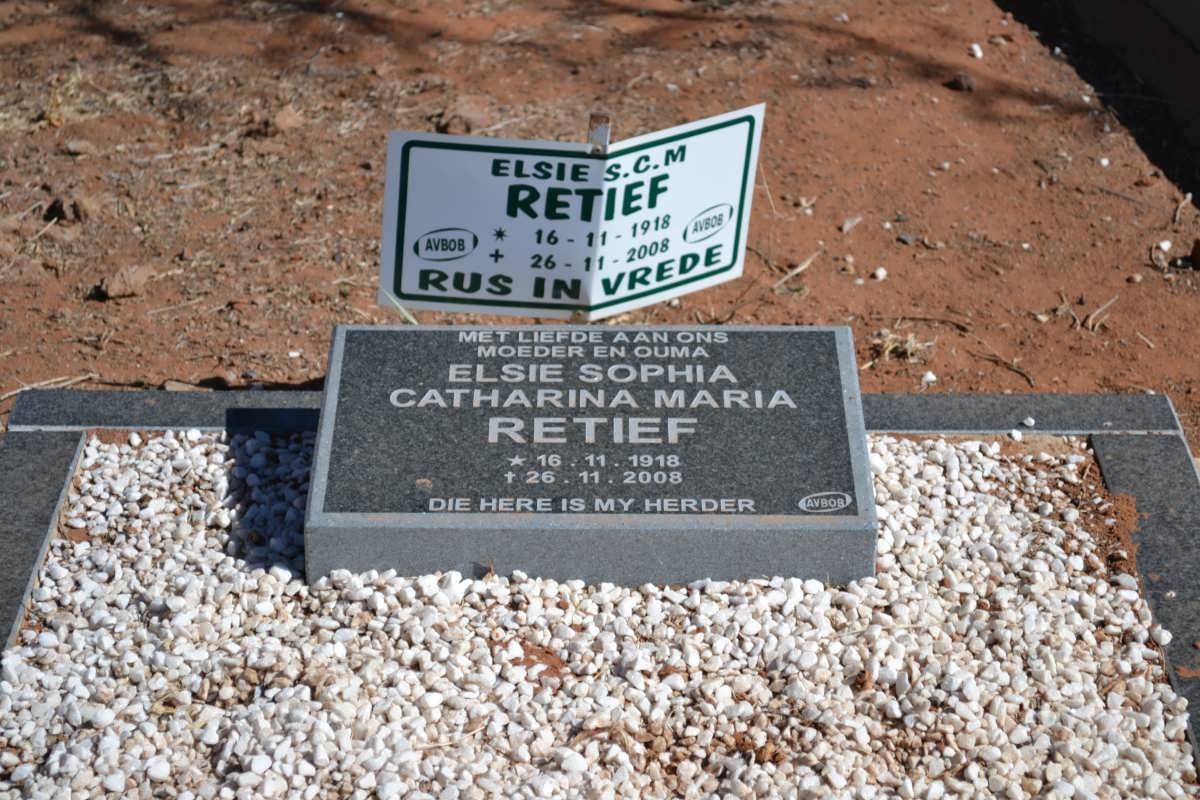 ELSIE S.C.M
RETIEF
* 16 - 11 - 1918
AVBOB
AVBOB
+ 26 - 11 - 2008
RUS IN VREDE
MET LIEFDE AAN ONS
MOEDER EN OUMA
ELSIE SOPHIA
CATHARINA MARIA
RETIEF
★ 16 . 11 . 1918
✝ 26 . 11 . 2008
DIE HERE IS MY HERDER
AVBOB